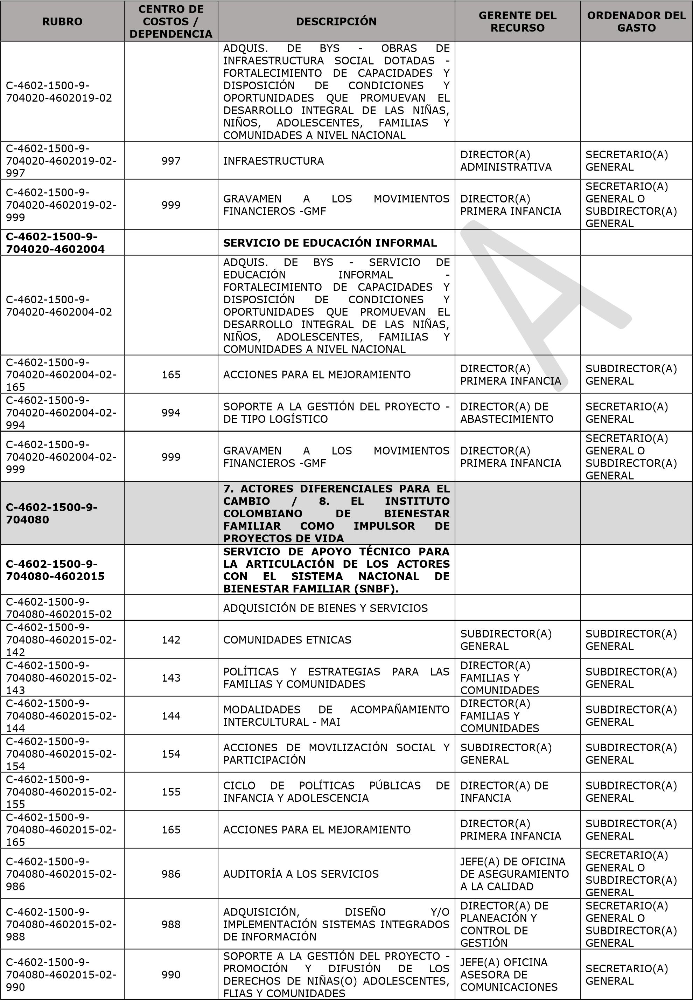 RUBRO
CENTRO DE
COSTOS /
DEPENDENCIA
DESCRIPCIÓN
GERENTE DEL
RECURSO
ORDENADOR DEL
GASTO
C-4602-1500-9-
704020-4602019-02
ADQUIS. DE BYS - OBRAS DE
INFRAESTRUCTURA SOCIAL DOTADAS -
FORTALECIMIENTO DE CAPACIDADES Y
DISPOSICIÓN DE CONDICIONES Y
OPORTUNIDADES QUE PROMUEVAN EL
DESARROLLO INTEGRAL DE LAS NIÑAS,
NIÑOS, ADOLESCENTES, FAMILIAS Y
COMUNIDADES A NIVEL NACIONAL
C-4602-1500-9-
704020-4602019-02-
997
997
INFRAESTRUCTURA
DIRECTOR(A)
ADMINISTRATIVA
SECRETARIO(A)
GENERAL
C-4602-1500-9-
704020-4602019-02-
999
999
GRAVAMEN A LOS MOVIMIENTOS
FINANCIEROS -GMF
DIRECTOR(A)
PRIMERA INFANCIA
SECRETARIO(A)
GENERAL O
SUBDIRECTOR(A)
GENERAL
C-4602-1500-9-
704020-4602004
SERVICIO DE EDUCACIÓN INFORMAL
C-4602-1500-9-
704020-4602004-02
ADQUIS. DE BYS - SERVICIO DE
EDUCACIÓN INFORMAL -
FORTALECIMIENTO DE CAPACIDADES Y
DISPOSICIÓN DE CONDICIONES Y
OPORTUNIDADES QUE PROMUEVAN EL
DESARROLLO INTEGRAL DE LAS NIÑAS,
NIÑOS, ADOLESCENTES, FAMILIAS Y
COMUNIDADES A NIVEL NACIONAL
A
C-4602-1500-9-
704020-4602004-02-
165
165
ACCIONES PARA EL MEJORAMIENTO
DIRECTOR(A)
PRIMERA INFANCIA
SUBDIRECTOR(A)
GENERAL
C-4602-1500-9-
704020-4602004-02-
994
994
SOPORTE A LA GESTIÓN DEL PROYECTO -
DE TIPO LOGÍSTICO
DIRECTOR(A) DE
ABASTECIMIENTO
SECRETARIO(A)
GENERAL
C-4602-1500-9-
704020-4602004-02-
999
999
GRAVAMEN A LOS MOVIMIENTOS
FINANCIEROS -GMF
DIRECTOR(A)
PRIMERA INFANCIA
SECRETARIO(A)
GENERAL O
SUBDIRECTOR(A)
GENERAL
C-4602-1500-9-
704080
7. ACTORES DIFERENCIALES PARA EL
CAMBIO / 8. EL INSTITUTO
COLOMBIANO DE BIENESTAR
FAMILIAR COMO IMPULSOR DE
PROYECTOS DE VIDA
C-4602-1500-9-
704080-4602015
SERVICIO DE APOYO TÉCNICO PARA
LA ARTICULACIÓN DE LOS ACTORES
CON EL SISTEMA NACIONAL DE
BIENESTAR FAMILIAR (SNBF).
C-4602-1500-9-
704080-4602015-02
ADQUISICIÓN DE BIENES Y SERVICIOS
C-4602-1500-9-
704080-4602015-02-
142
142
COMUNIDADES ETNICAS
SUBDIRECTOR(A)
GENERAL
SUBDIRECTOR(A)
GENERAL
C-4602-1500-9-
704080-4602015-02-
143
143
POLÍTICAS Y ESTRATEGIAS PARA LAS
FAMILIAS Y COMUNIDADES
DIRECTOR(A)
FAMILIAS Y
COMUNIDADES
SUBDIRECTOR(A)
GENERAL
C-4602-1500-9-
704080-4602015-02-
144
144
MODALIDADES DE ACOMPAÑAMIENTO
INTERCULTURAL - MAI
DIRECTOR(A)
FAMILIAS Y
COMUNIDADES
SUBDIRECTOR(A)
GENERAL
C-4602-1500-9-
704080-4602015-02-
154
154
ACCIONES DE MOVILIZACIÓN SOCIAL Y
PARTICIPACIÓN
SUBDIRECTOR(A)
GENERAL
SUBDIRECTOR(A)
GENERAL
C-4602-1500-9-
704080-4602015-02-
155
155
CICLO DE POLÍTICAS PÚBLICAS DE
INFANCIA Y ADOLESCENCIA
DIRECTOR(A) DE
INFANCIA
SUBDIRECTOR(A)
GENERAL
C-4602-1500-9-
704080-4602015-02-
165
165
ACCIONES PARA EL MEJORAMIENTO
DIRECTOR(A)
PRIMERA INFANCIA
SUBDIRECTOR(A)
GENERAL
C-4602-1500-9-
704080-4602015-02-
986
986
AUDITORÍA A LOS SERVICIOS
JEFE(A) DE OFICINA
DE ASEGURAMIENTO
A LA CALIDAD
SECRETARIO(A)
GENERAL O
SUBDIRECTOR(A)
GENERAL
C-4602-1500-9-
704080-4602015-02-
988
988
ADQUISICIÓN, DISEÑO Y/O
IMPLEMENTACIÓN SISTEMAS INTEGRADOS
DE INFORMACIÓN
DIRECTOR(A) DE
PLANEACIÓN Y
CONTROL DE
GESTIÓN
SECRETARIO(A)
GENERAL O
SUBDIRECTOR(A)
GENERAL
C-4602-1500-9-
704080-4602015-02-
990
990
SOPORTE A LA GESTIÓN DEL PROYECTO -
PROMOCIÓN Y DIFUSIÓN DE LOS
DERECHOS DE NIÑAS(O) ADOLESCENTES,
FLIAS Y COMUNIDADES
JEFE(A) OFICINA
ASESORA DE
COMUNICACIONES
SECRETARIO(A)
GENERAL